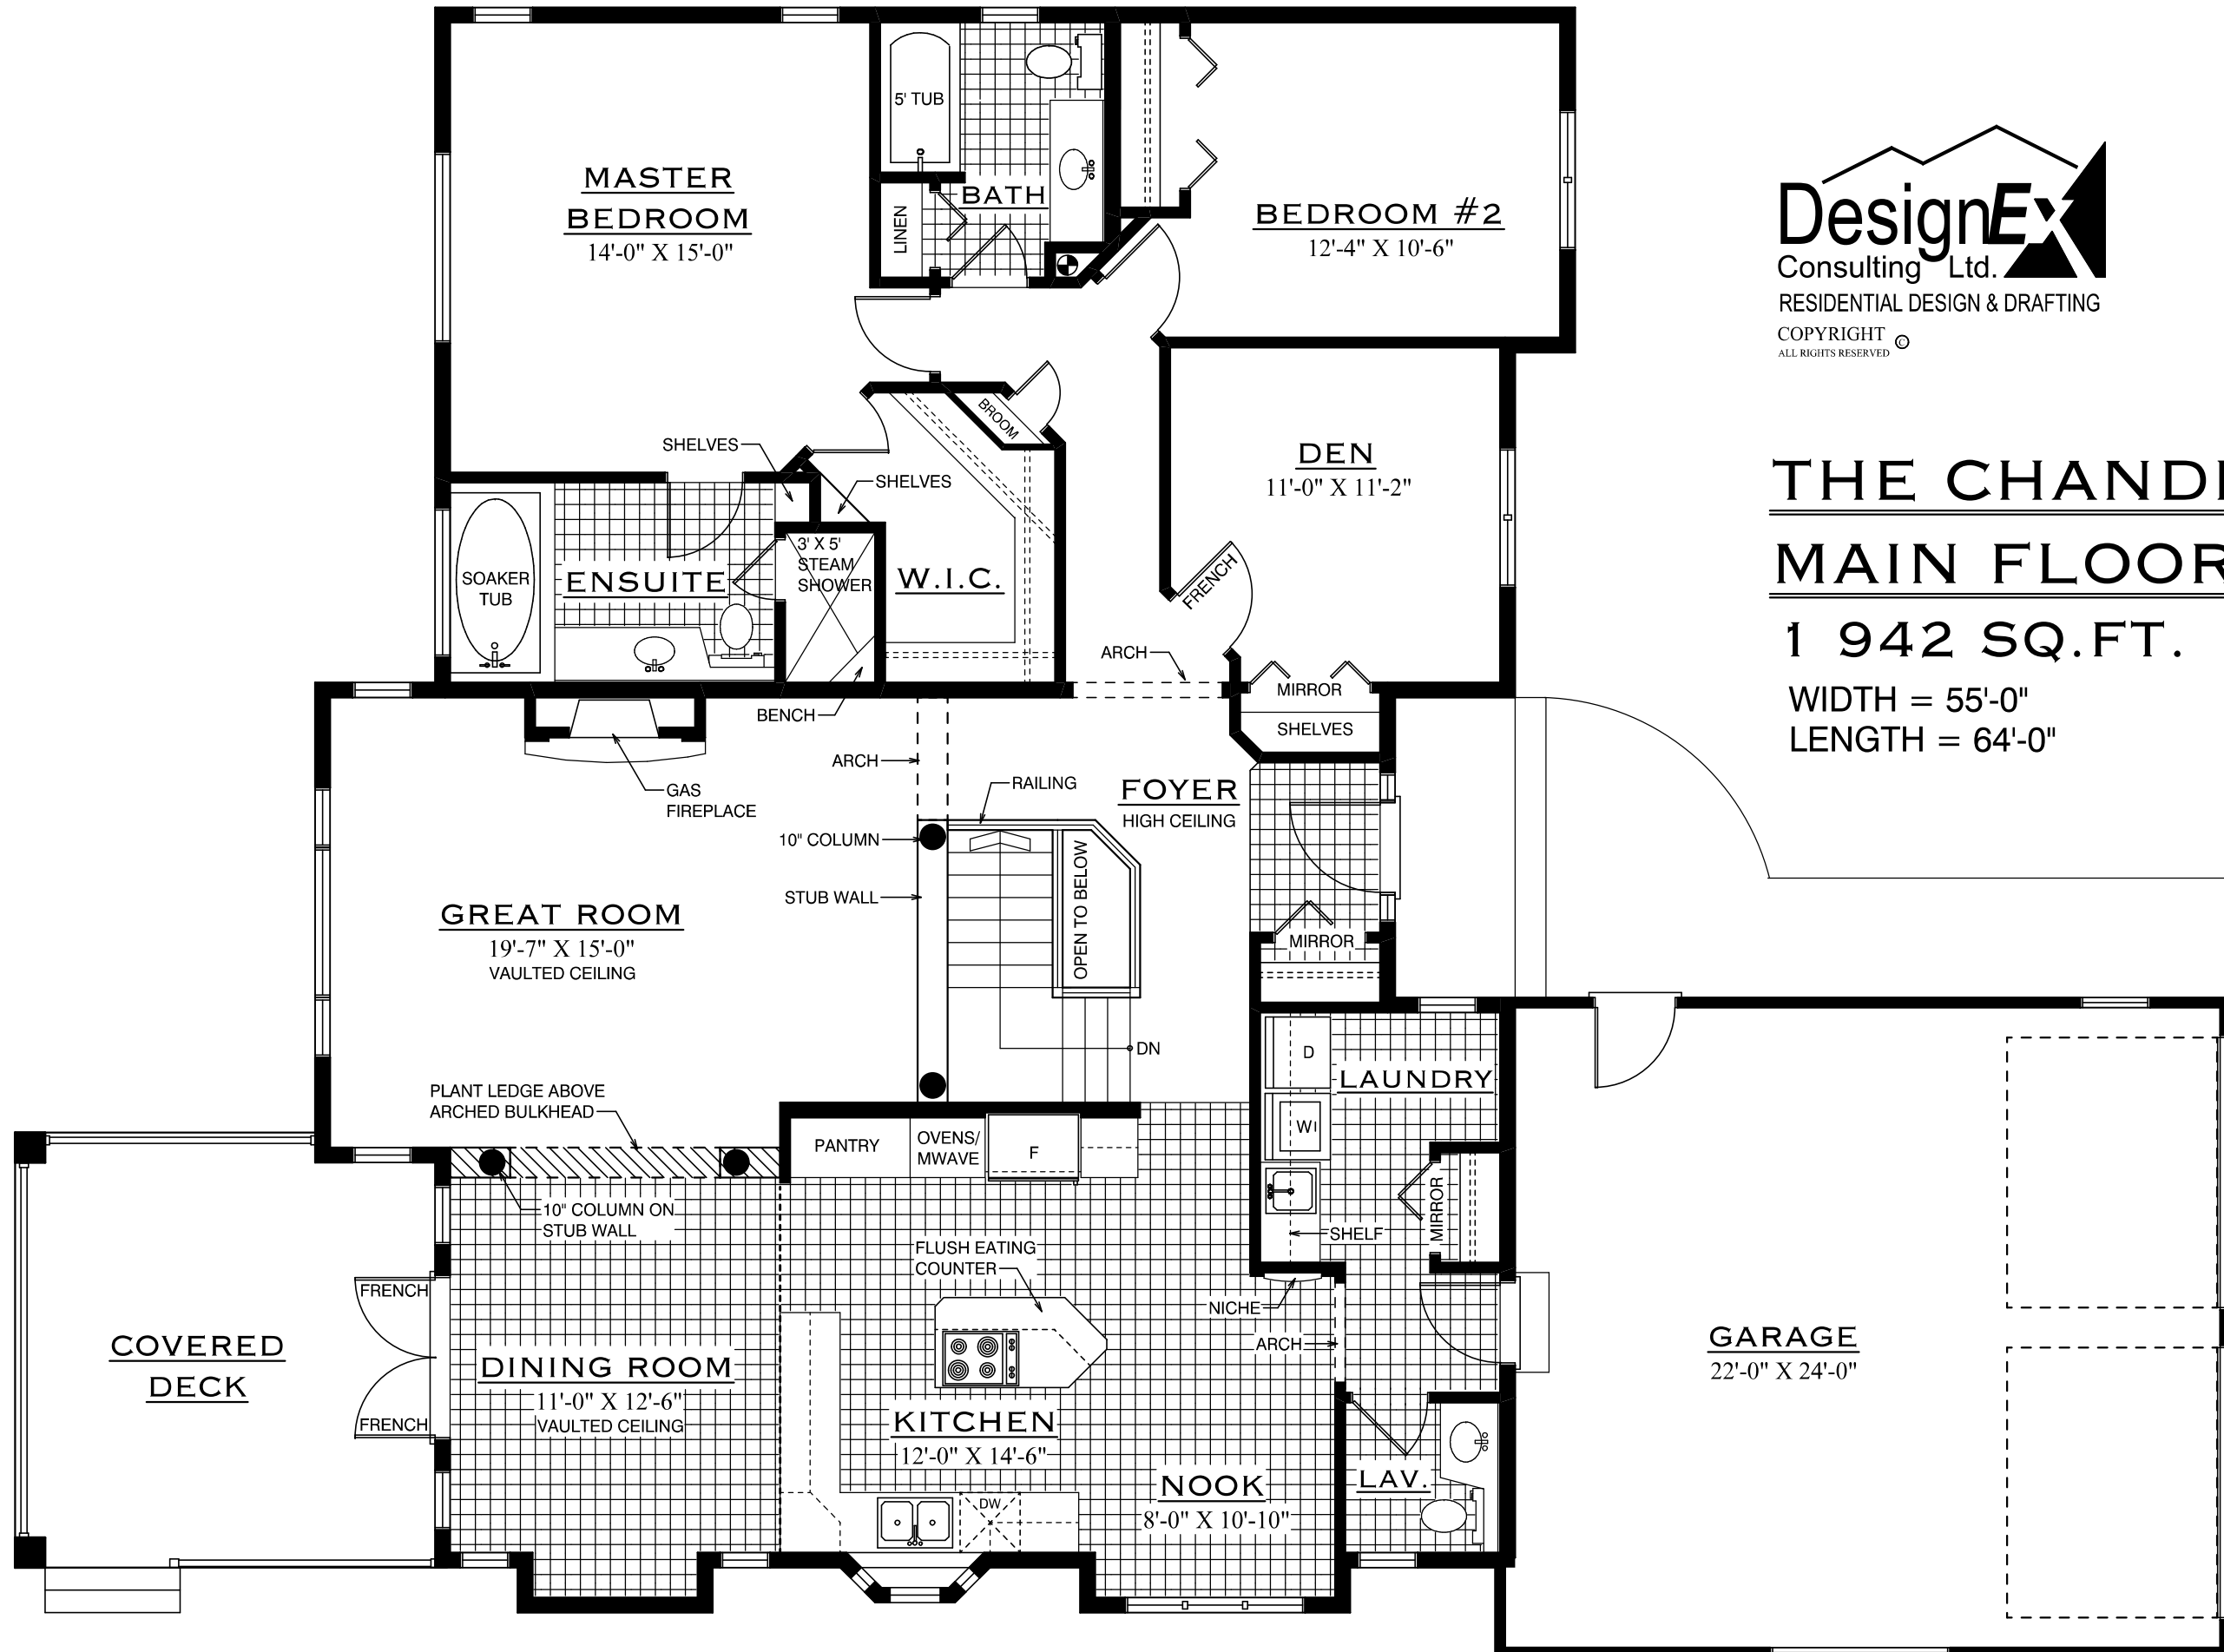 5' TUB
MASTER
BEDROOM
14'-0" X 15'-0"
LINEN
BATH
BEDROOM #2
12'-4" X 10'-6"
DesignEx
Consulting Ltd.
RESIDENTIAL DESIGN & DRAFTING
COPYRIGHT ©
ALL RIGHTS RESERVED
BROOM
SHELVES
SHELVES
DEN
11'-0" X 11'-2"
THE CHAND
MAIN FLOOR
1 942 SQ.FT.
WIDTH = 55'-0"
LENGTH = 64'-0"
SOAKER
TUB
ENSUITE
3' X 5'
STEAM
SHOWER
W.I.C.
FRENCH
ARCH
BENCH
MIRROR
SHELVES
ARCH
GAS
FIREPLACE
RAILING
FOYER
HIGH CEILING
10" COLUMN
STUB WALL
OPEN TO BELOW
GREAT ROOM
19'-7" X 15'-0"
VAULTED CEILING
MIRROR
DN
D
LAUNDRY
W
PLANT LEDGE ABOVE
ARCHED BULKHEAD
PANTRY
OVENS/
MWAVE
F
10" COLUMN ON
STUB WALL
MIRROR
SHELF
FLUSH EATING
COUNTER
NICHE
ARCH
FRENCH
FRENCH
COVERED
DECK
DINING ROOM
11'-0" X 12'-6"
VAULTED CEILING
KITCHEN
12'-0" X 14'-6"
GARAGE
22'-0" X 24'-0"
NOOK
8'-0" X 10'-10"
LAV.
DW